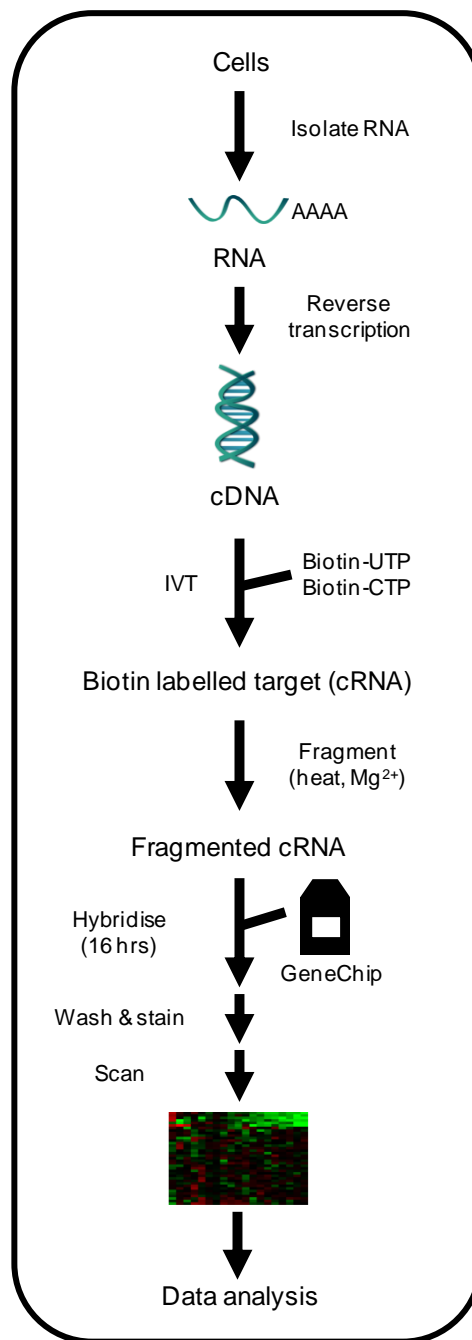 Cells
Isolate RNA
AAAA
RNA
Reverse
transcription
cDNA
IVT
Biotin-UTP
Biotin-CTP
Biotin labelled target (cRNA)
Fragment
(heat, Mg²⁺)
Fragmented cRNA
Hybridise
(16 hrs)
GeneChip
Wash & stain
Scan
Data analysis